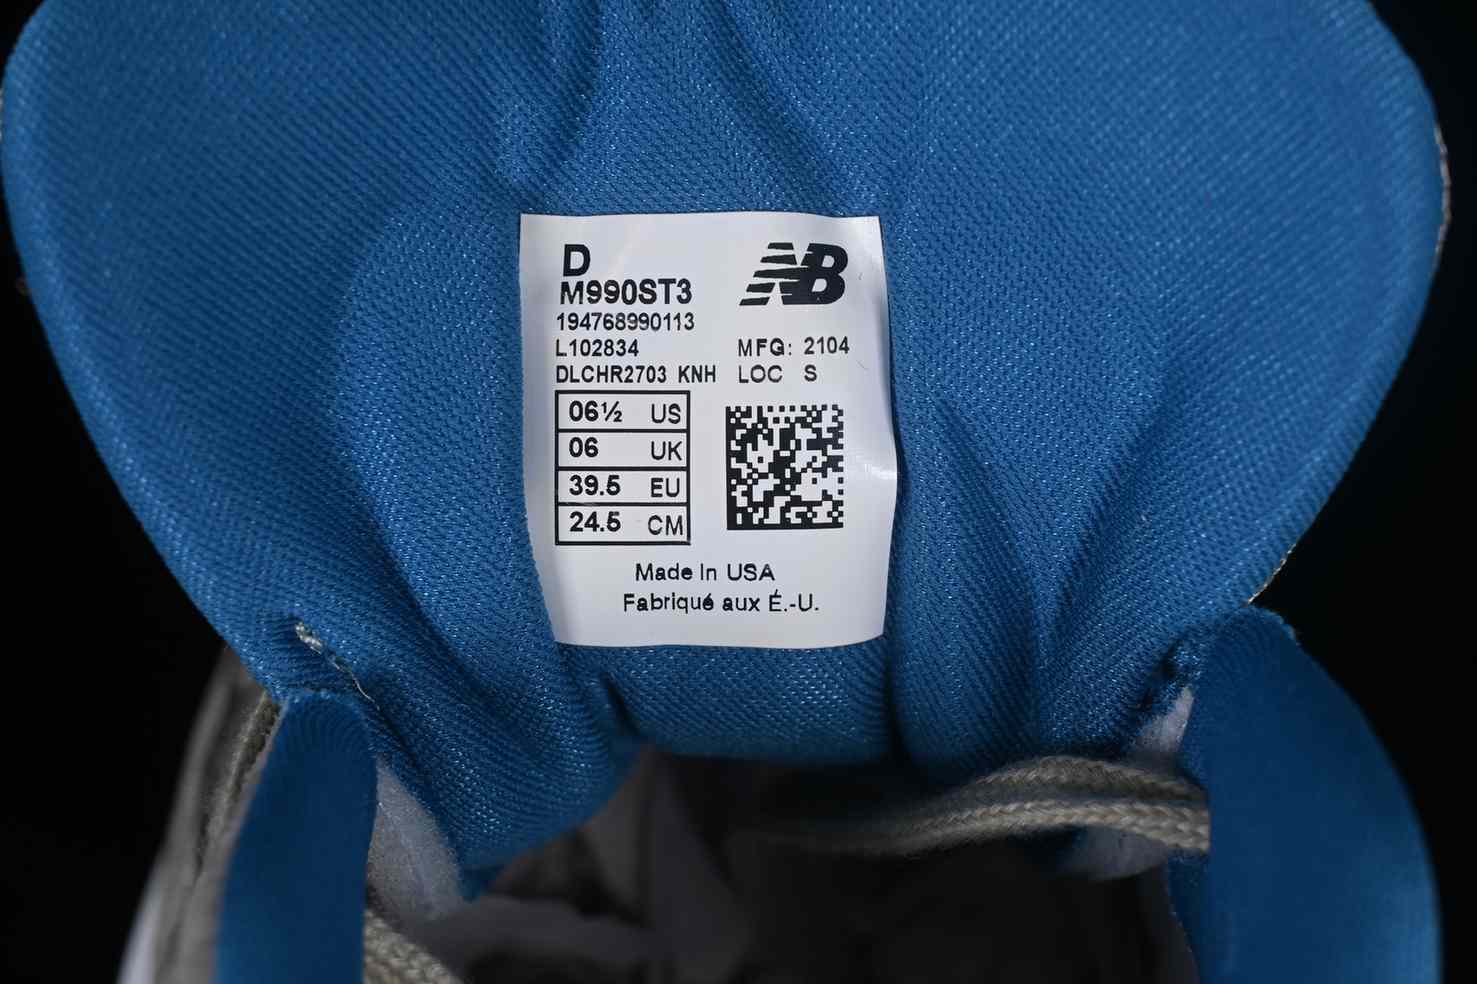 D
NB
M990ST3
194768990113
L102834 MFG: 2104
DLCHR2703 KNH LOC S
06½ US
06 UK
39.5 EU
24.5 CM
Made In USA
Fabriqué aux É.-U.